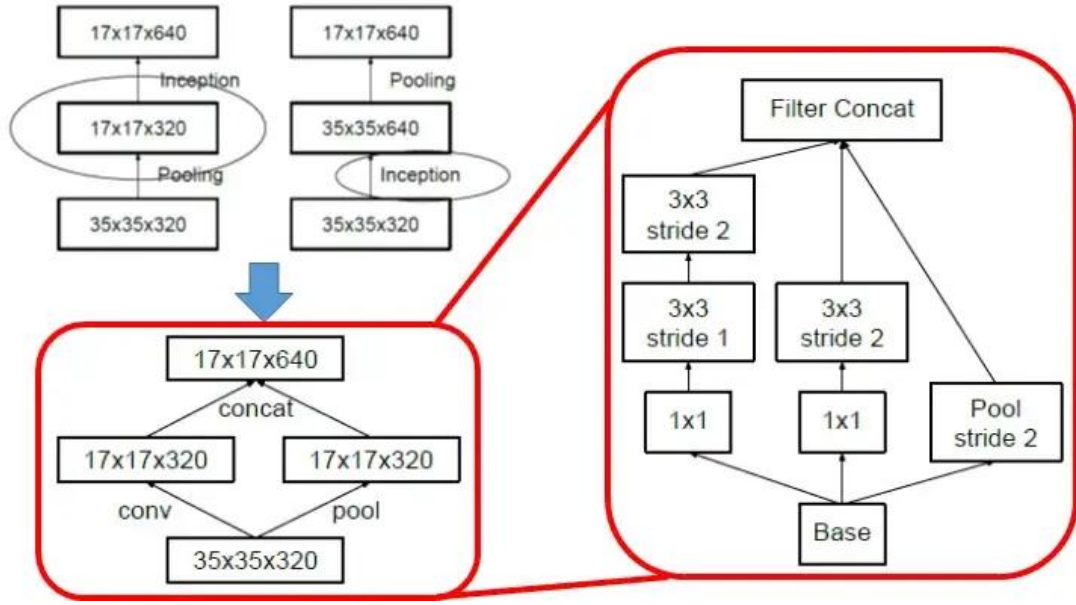 17x17x640
Inception
17x17x320
Pooling
35x35x320
17x17x640
Pooling
35x35x640
Inception
35x35x320
17x17x640
concat
17x17x320
17x17x320
conv
pool
35x35x320
Filter Concat
3x3
stride 2
3x3
stride 1
3x3
stride 2
1x1
1x1
Pool
stride 2
Base